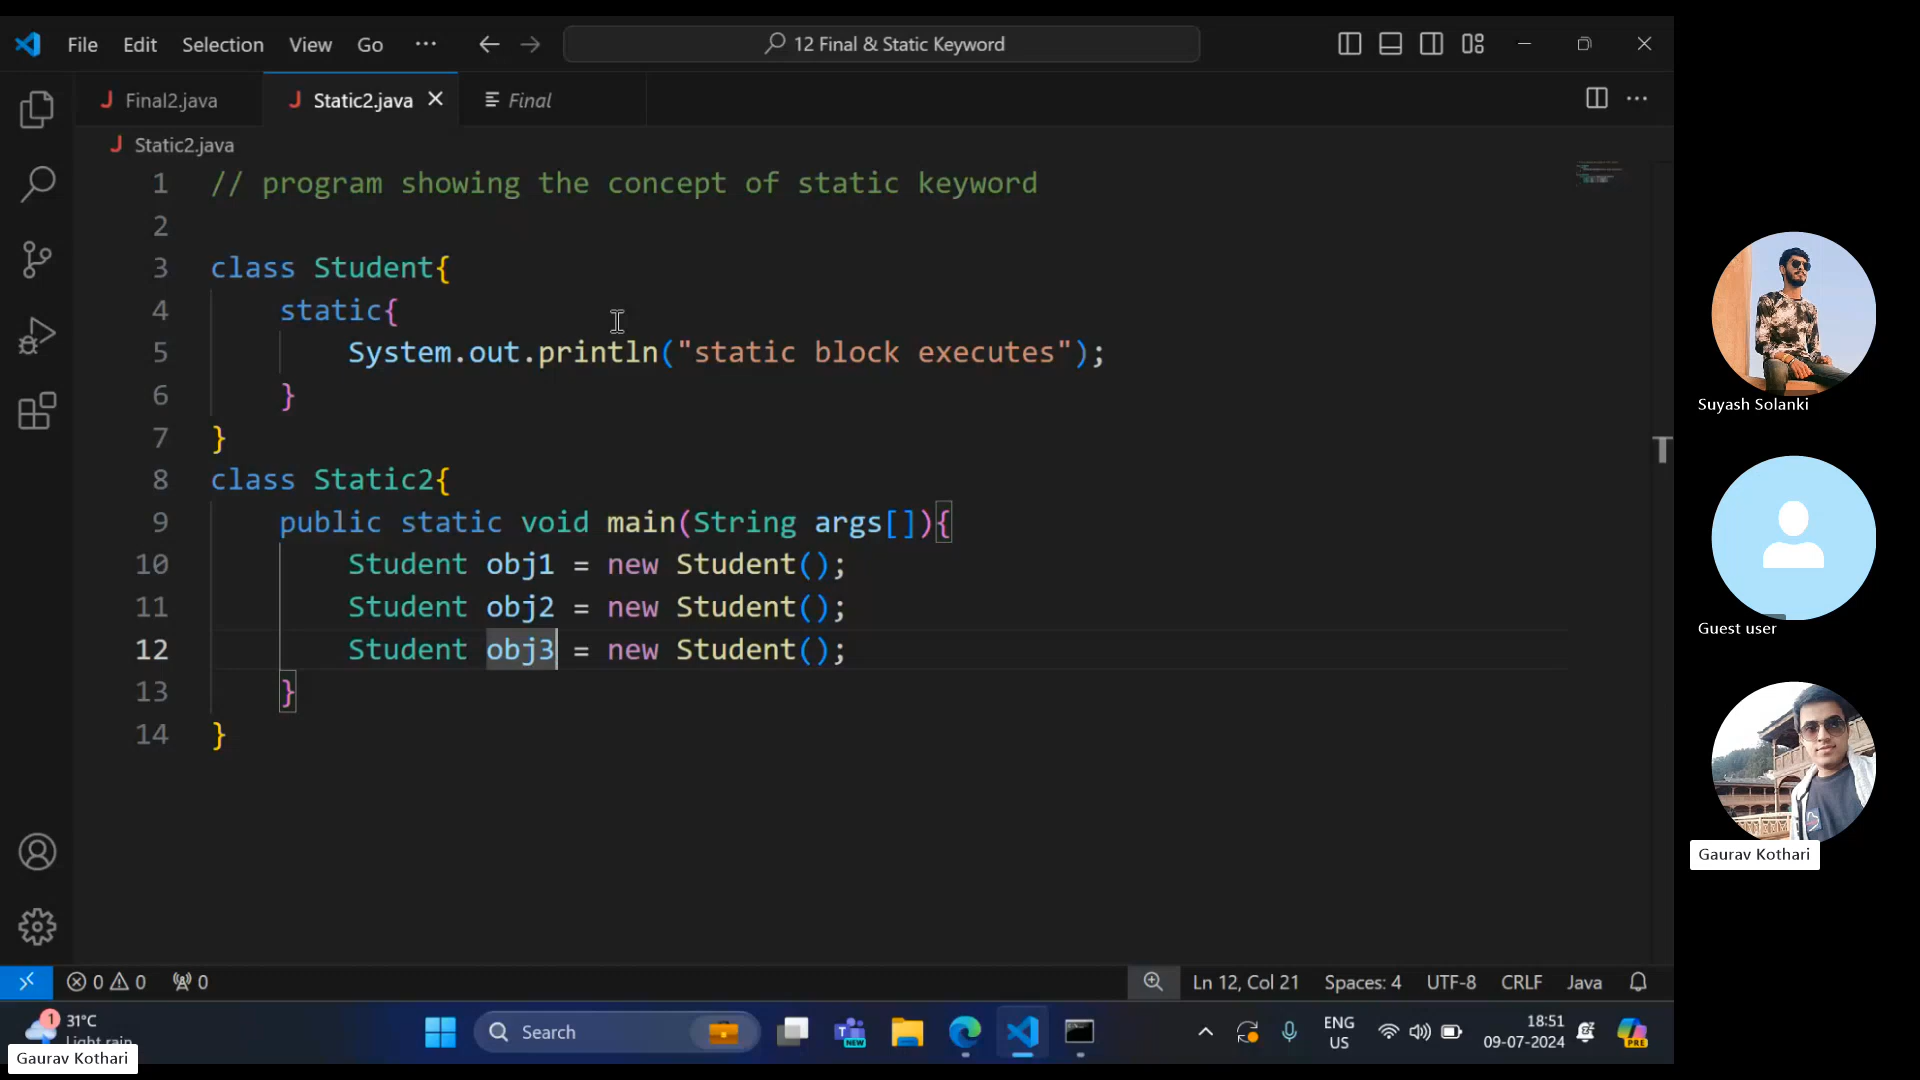 File Edit Selection View Go ··· 12 Final & Static Keyword
Final2.java Static2.java Final
Static2.java
1 // program showing the concept of static keyword
2
3 class Student{
4 static{
5 System.out.println("static block executes");
6 }
7 }
8 class Static2{
9 public static void main(String args[]){
10 Student obj1 = new Student();
11 Student obj2 = new Student();
12 Student obj3 = new Student();
13 }
14 }
Suyash Solanki
Guest user
Gaurav Kothari
0 0 0 Ln 12, Col 21 Spaces: 4 UTF-8 CRLF Java
1 31°C
Light rain
Search
NEW
ENG
US
18:51
09-07-2024
PRE
Gaurav Kothari